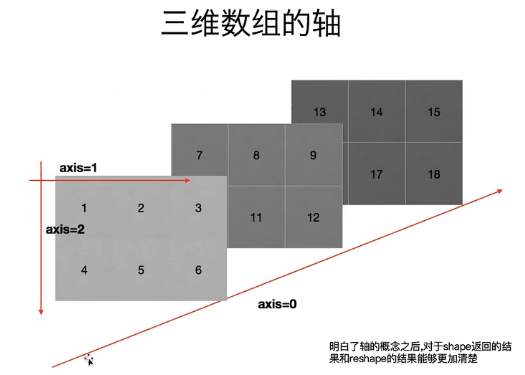 三维数组的轴
13 14 15
7 8 9
axis=1
17 18
1 2 3
11 12
axis=2
4 5 6
axis=0
明白了轴的概念之后,对于shape返回的结
果和reshape的结果能够更加清楚